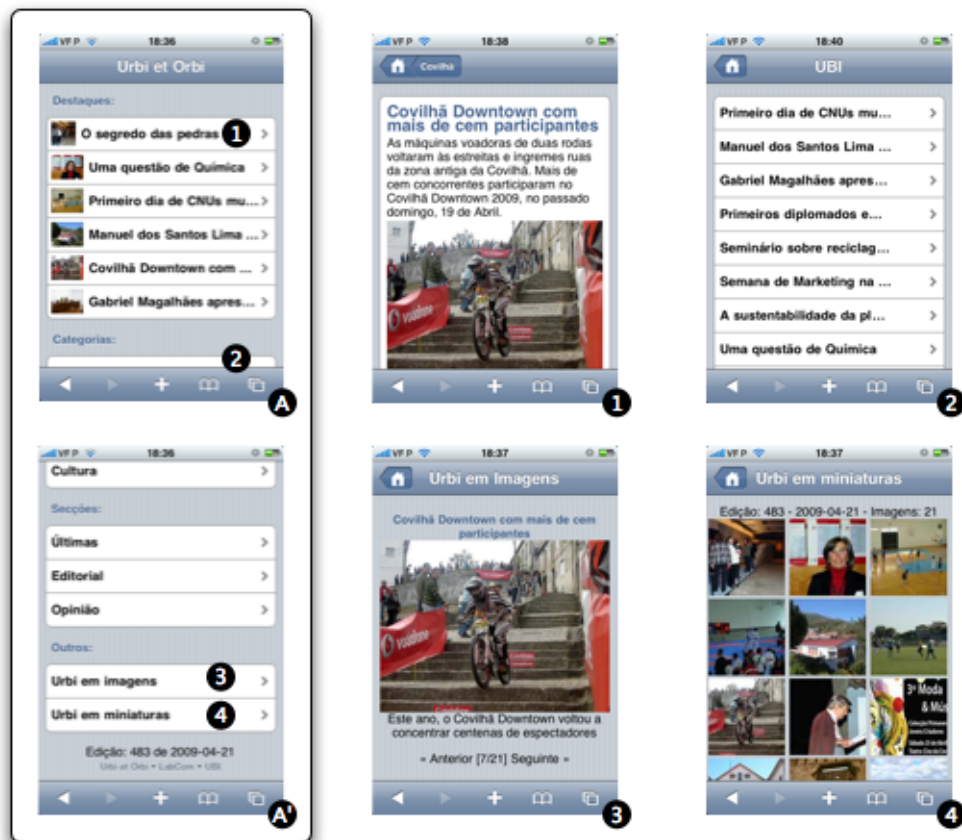 VF P 18:36
Urbi et Orbi
Destaques:
O segredo das pedras 1
Uma questão de Química
Primeiro dia de CNUs mu...
Manuel dos Santos Lima ...
Covilhã Downtown com ...
Gabriel Magalhães apres...
Categorias:
2
A
VF P 18:38
Covilhã
Covilhã Downtown com
mais de cem participantes
As máquinas voadoras de duas rodas
voltaram às estreitas e ingremes ruas
da zona antiga da Covilhã. Mais de
cem concorrentes participaram no
Covilhã Downtown 2009, no passado
domingo, 19 de Abril.
vodafone
1
VF P 18:40
UBI
Primeiro dia de CNUs mu...
Manuel dos Santos Lima ...
Gabriel Magalhães apres...
Primeiros diplomados e...
Seminário sobre reciclag...
Semana de Marketing na ...
A sustentabilidade da pl...
Uma questão de Química
2
VF P 18:36
Cultura
Secções:
Últimas
Editorial
Opinião
Outros:
Urbi em imagens 3
Urbi em miniaturas 4
Edição: 483 de 2009-04-21
Urbi et Orbi • LabCom • UBI
A'
VF P 18:37
Urbi em Imagens
Covilhã Downtown com mais de cem
participantes
vodafone
Este ano, o Covilhã Downtown voltou a
concentrar centenas de espectadores
« Anterior [7/21] Seguinte »
3
VF P 18:37
Urbi em miniaturas
Edição: 483 - 2009-04-21 - Imagens: 21
3ª Moda
& Mús
4